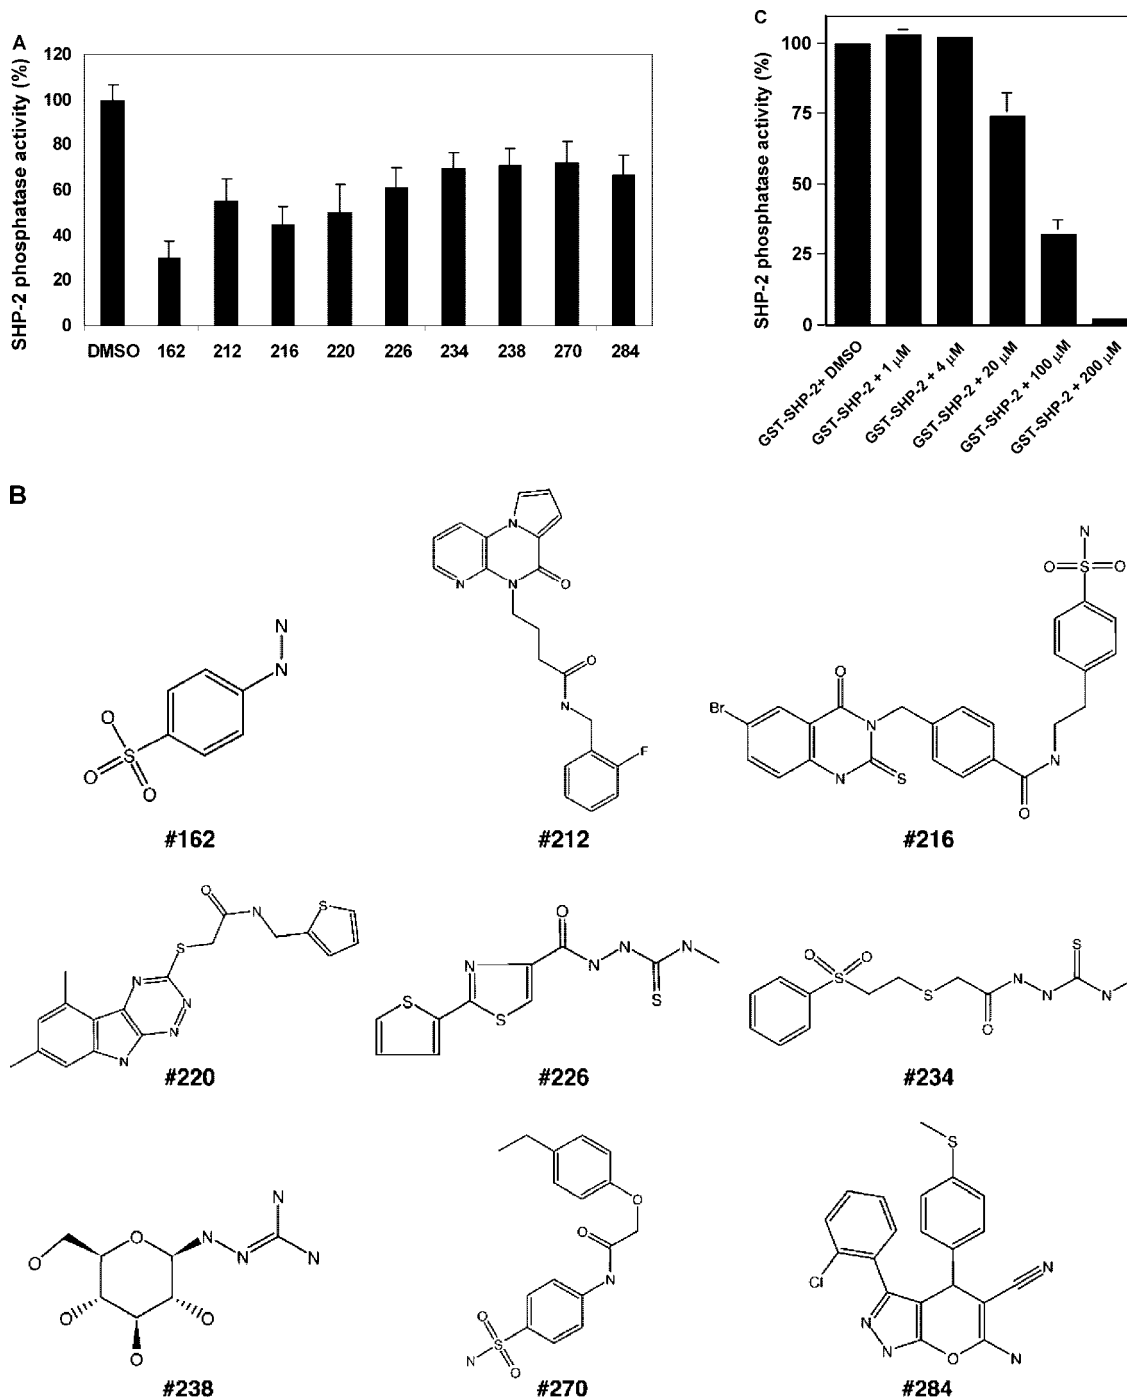 A
SHP-2 phosphatase activity (%)
120
100
80
60
40
20
0
DMSO 162 212 216 220 226 234 238 270 284
C
SHP-2 phosphatase activity (%)
100
75
50
25
0
GST-SHP-2+ DMSO
GST-SHP-2 + 1 µM
GST-SHP-2 + 4 µM
GST-SHP-2 + 20 µM
GST-SHP-2 + 100 µM
GST-SHP-2 + 200 µM
B
N
N
O
S
O
O
#162
N
N
N
O
O
N
F
#212
N
O S O
O
Br
N
N
S
N
O
#216
O
N
S
S
N
N
N
N
#220
O
N
N
N
N
S
S
S
#226
O O
S
S
O
N
N
S
N
#234
O
O
N
N
N
N
O
O
O
#238
O
O
N
S
O
O
N
#270
S
Cl
N
N
N
O
N
#284